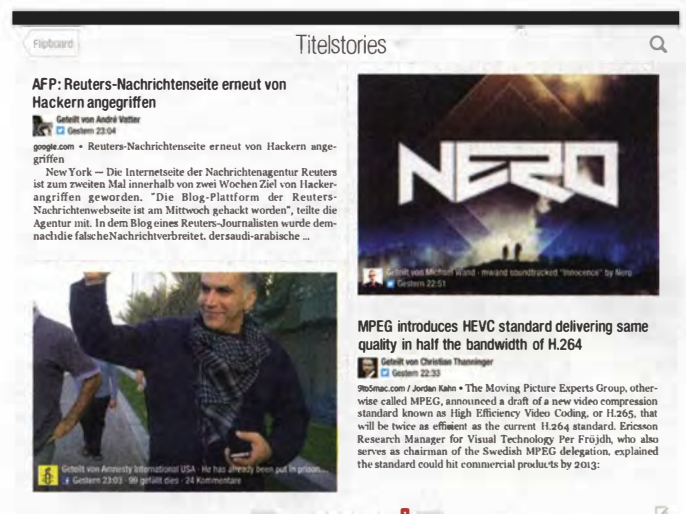 Flipboard
Titelstories
AFP: Reuters-Nachrichtenseite erneut von
Hackern angegriffen
Geteilt von André Vatter
Gestern 23:04
google.com • Reuters-Nachrichtenseite erneut von Hackern ange-
griffen
New York — Die Internetseite der Nachrichtenagentur Reuters
ist zum zweiten Mal innerhalb von zwei Wochen Ziel von Hacker-
angriffen geworden. "Die Blog-Plattform der Reuters-
Nachrichtenwebseite ist am Mittwoch gehackt worden", teilte die
Agentur mit. In dem Blog eines Reuters-Journalisten wurde dem-
nach die falsche Nachricht verbreitet, der saudi-arabische ...
Geteilt von Amnesty International USA · He has already been put in prison...
Gestern 23:03 · 99 gefällt dies · 24 Kommentare
NERO
Geteilt von Michael Wand · mwand soundtracked "Innocence" by Nero
Gestern 22:51
MPEG introduces HEVC standard delivering same
quality in half the bandwidth of H.264
Geteilt von Christian Thanninger
Gestern 22:33
9to5mac.com / Jordan Kahn • The Moving Picture Experts Group, other-
wise called MPEG, announced a draft of a new video compression
standard known as High Efficiency Video Coding, or H.265, that
will be twice as efficient as the current H.264 standard. Ericsson
Research Manager for Visual Technology Per Fröjdh, who also
serves as chairman of the Swedish MPEG delegation, explained
the standard could hit commercial products by 2013: